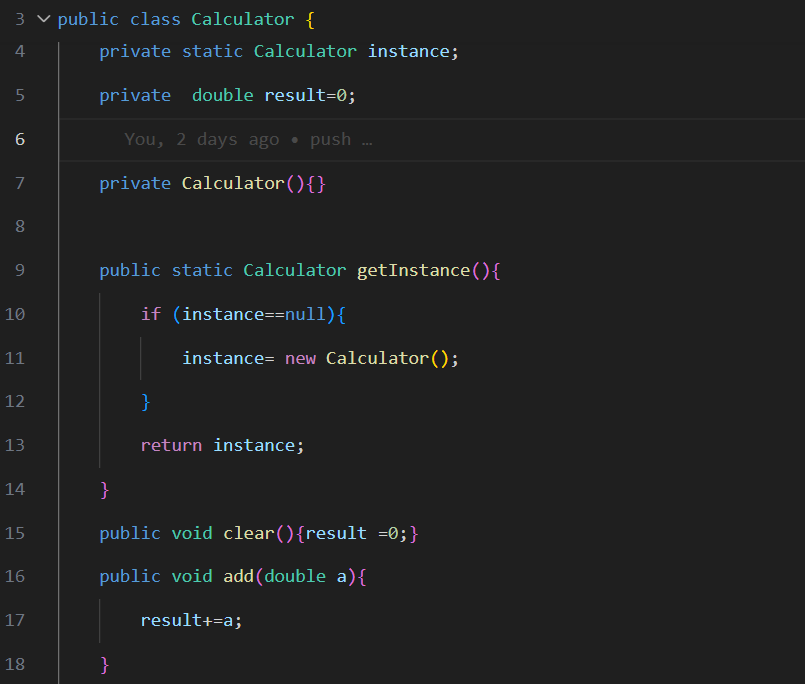 3 public class Calculator {
4 private static Calculator instance;
5 private  double result=0;
6 You, 2 days ago • push …
7 private Calculator(){}
8
9 public static Calculator getInstance(){
10 if (instance==null){
11 instance= new Calculator();
12 }
13 return instance;
14 }
15 public void clear(){result =0;}
16 public void add(double a){
17 result+=a;
18 }